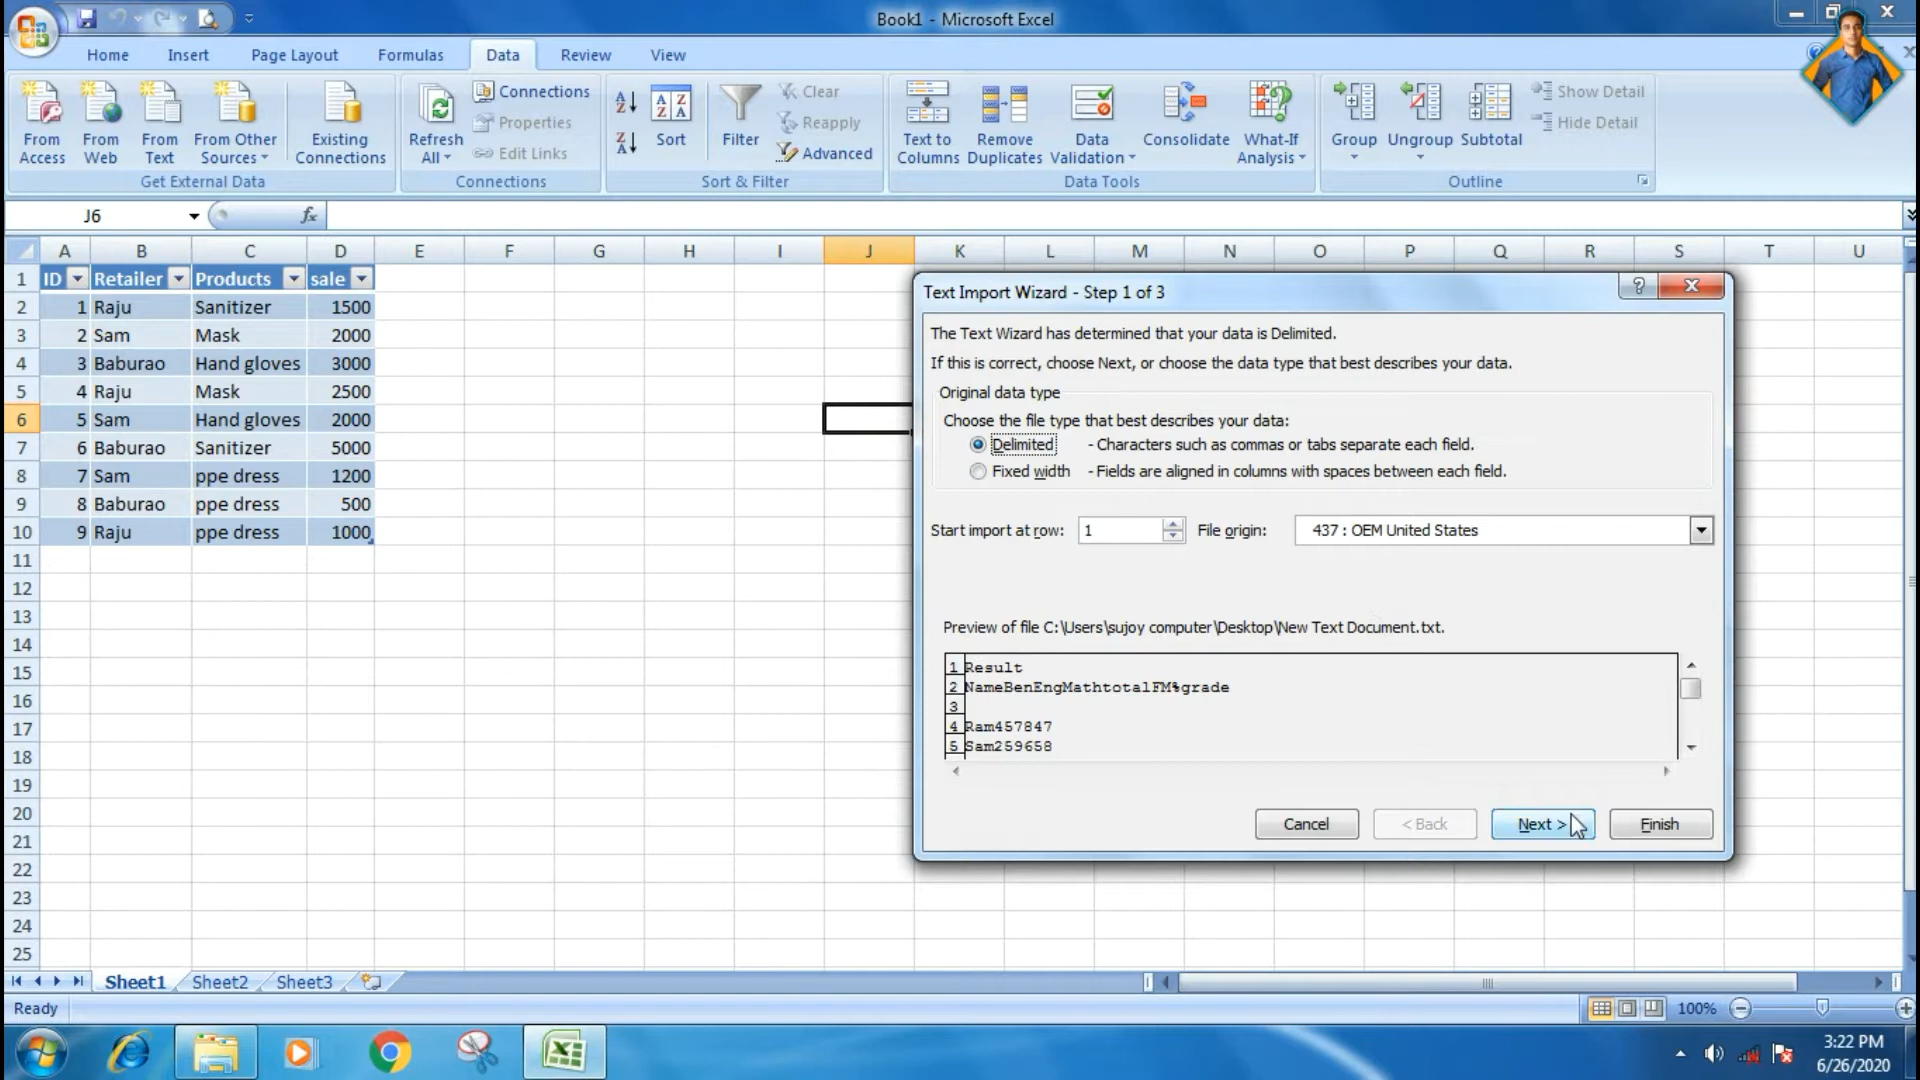 Book1 - Microsoft Excel
Home Insert Page Layout Formulas Data Review View
From Access
From Web
From Text
From Other Sources
Existing Connections
Get External Data
Refresh All
Connections
Properties
Edit Links
Connections
Sort
Filter
Clear
Reapply
Advanced
Sort & Filter
Text to Columns
Remove Duplicates
Data Validation
Consolidate
What-If Analysis
Data Tools
Group
Ungroup
Subtotal
Show Detail
Hide Detail
Outline
J6 fx
A B C D E F G H I J K L M N O P Q R S T U
1 ID Retailer Products sale
2 1 Raju Sanitizer 1500
3 2 Sam Mask 2000
4 3 Baburao Hand gloves 3000
5 4 Raju Mask 2500
6 5 Sam Hand gloves 2000
7 6 Baburao Sanitizer 5000
8 7 Sam ppe dress 1200
9 8 Baburao ppe dress 500
10 9 Raju ppe dress 1000
11
12
13
14
15
16
17
18
19
20
21
22
23
24
25
Text Import Wizard - Step 1 of 3
?
The Text Wizard has determined that your data is Delimited.
If this is correct, choose Next, or choose the data type that best describes your data.
Original data type
Choose the file type that best describes your data:
Delimited - Characters such as commas or tabs separate each field.
Fixed width - Fields are aligned in columns with spaces between each field.
Start import at row: 1 File origin: 437 : OEM United States
Preview of file C:\Users\sujoy computer\Desktop\New Text Document.txt.
1 Result
2 NameBenEngMathtotalFM%grade
3
4 Ram457847
5 Sam259658
Cancel < Back Next > Finish
Sheet1 Sheet2 Sheet3
Ready 100%
3:22 PM
6/26/2020